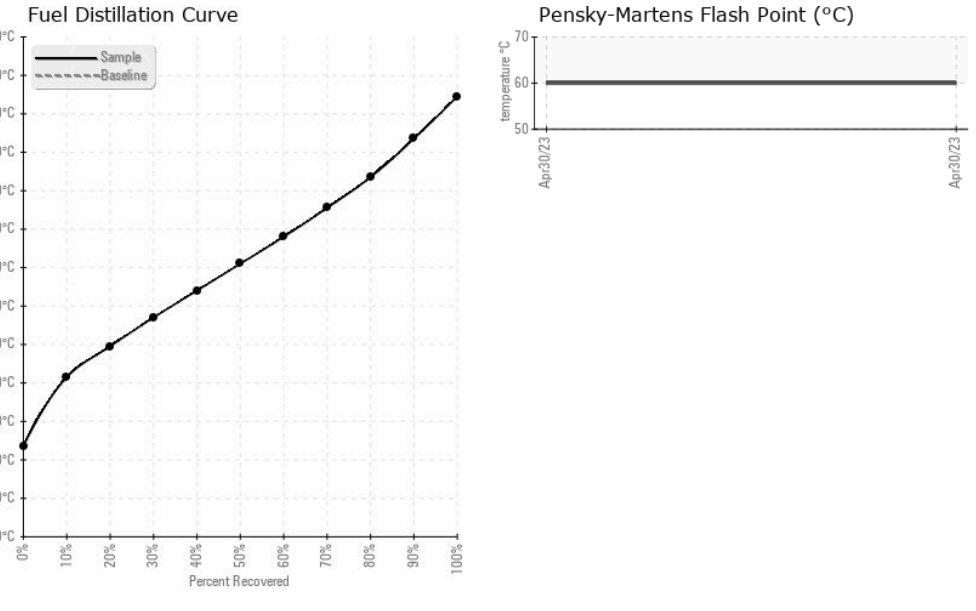 Fuel Distillation Curve
Sample
Baseline
0%
10%
20%
30%
40%
50%
60%
70%
80%
90%
100%
Percent Recovered
Pensky-Martens Flash Point (°C)
temperature °C
70
60
50
Apr30/23
Apr30/23